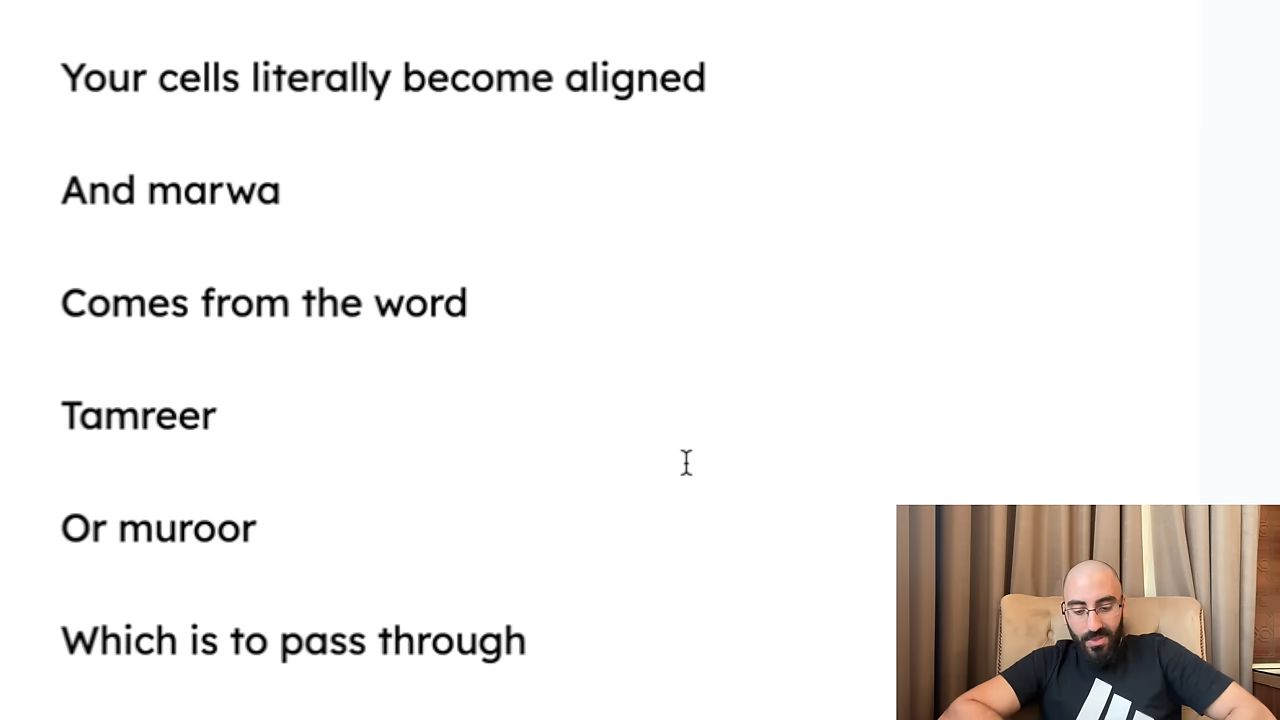 Your cells literally become aligned
And marwa
Comes from the word
Tamreer
Or muroor
Which is to pass through